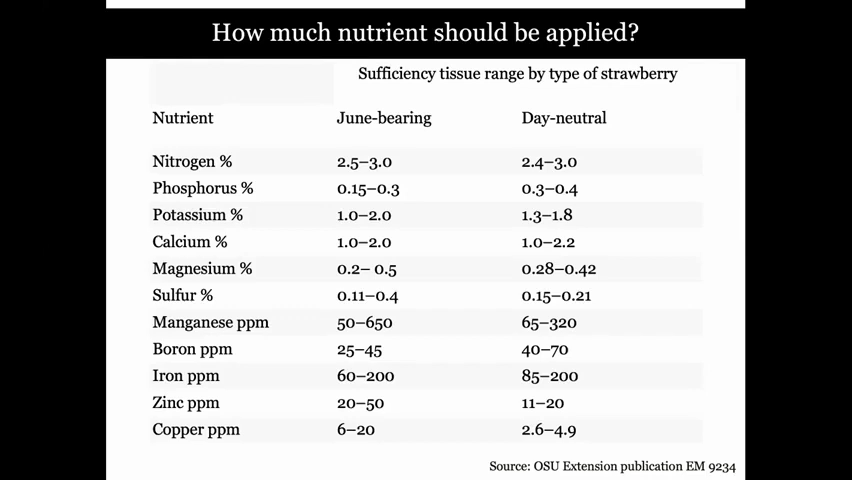 How much nutrient should be applied?
Sufficiency tissue range by type of strawberry
Nutrient June-bearing Day-neutral
Nitrogen % 2.5–3.0 2.4–3.0
Phosphorus % 0.15–0.3 0.3–0.4
Potassium % 1.0–2.0 1.3–1.8
Calcium % 1.0–2.0 1.0–2.2
Magnesium % 0.2– 0.5 0.28–0.42
Sulfur % 0.11–0.4 0.15–0.21
Manganese ppm 50–650 65–320
Boron ppm 25–45 40–70
Iron ppm 60–200 85–200
Zinc ppm 20–50 11–20
Copper ppm 6–20 2.6–4.9
Source: OSU Extension publication EM 9234